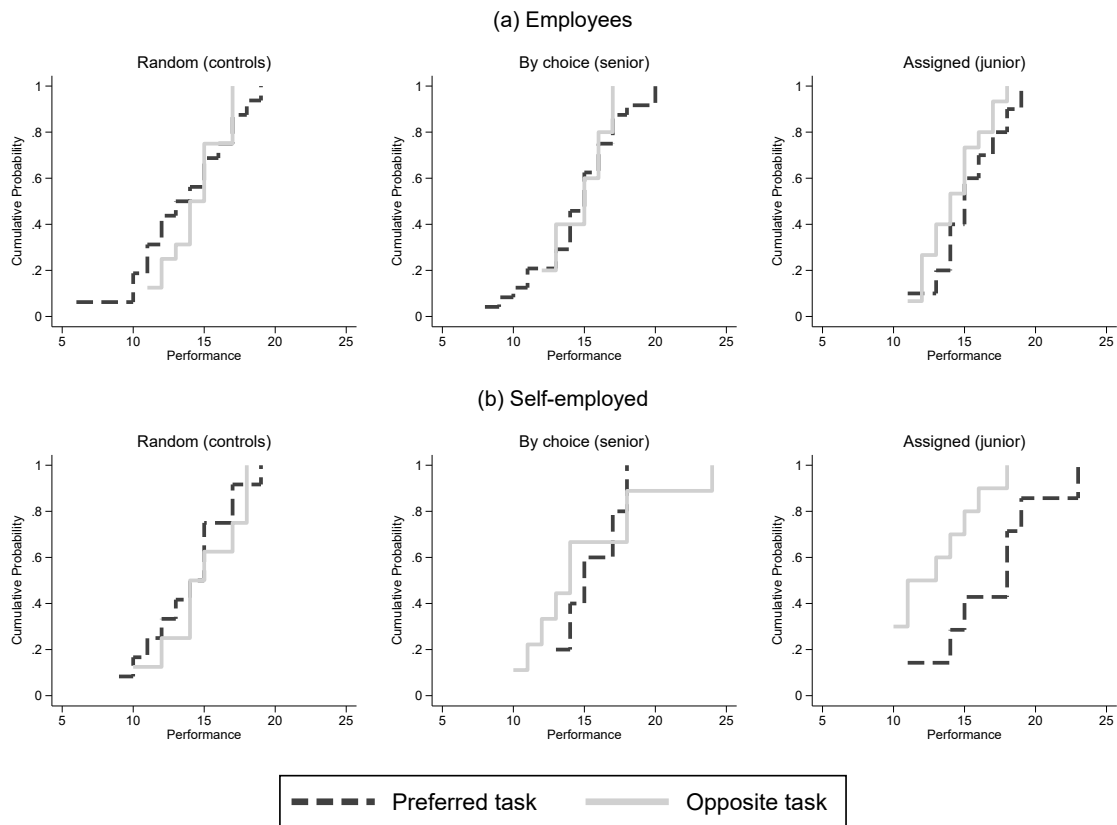 (a) Employees
Random (controls)
By choice (senior)
Assigned (junior)
Cumulative Probability
1
.8
.6
.4
.2
0
5 10 15 20 25
Performance
Cumulative Probability
1
.8
.6
.4
.2
0
5 10 15 20 25
Performance
Cumulative Probability
1
.8
.6
.4
.2
0
5 10 15 20 25
Performance
(b) Self-employed
Random (controls)
By choice (senior)
Assigned (junior)
Cumulative Probability
1
.8
.6
.4
.2
0
5 10 15 20 25
Performance
Cumulative Probability
1
.8
.6
.4
.2
0
5 10 15 20 25
Performance
Cumulative Probability
1
.8
.6
.4
.2
0
5 10 15 20 25
Performance
Preferred task
Opposite task